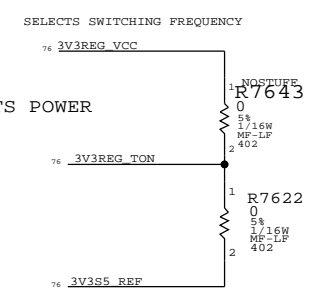 SELECTS SWITCHING FREQUENCY
76 3V3REG_VCC
1 NOSTUFF
R7643
TS POWER
0
5%
1/16W
MF-LF
402
2
76 3V3REG_TON
1
R7622
0
5%
1/16W
MF-LF
402
2
76 3V3S5_REF